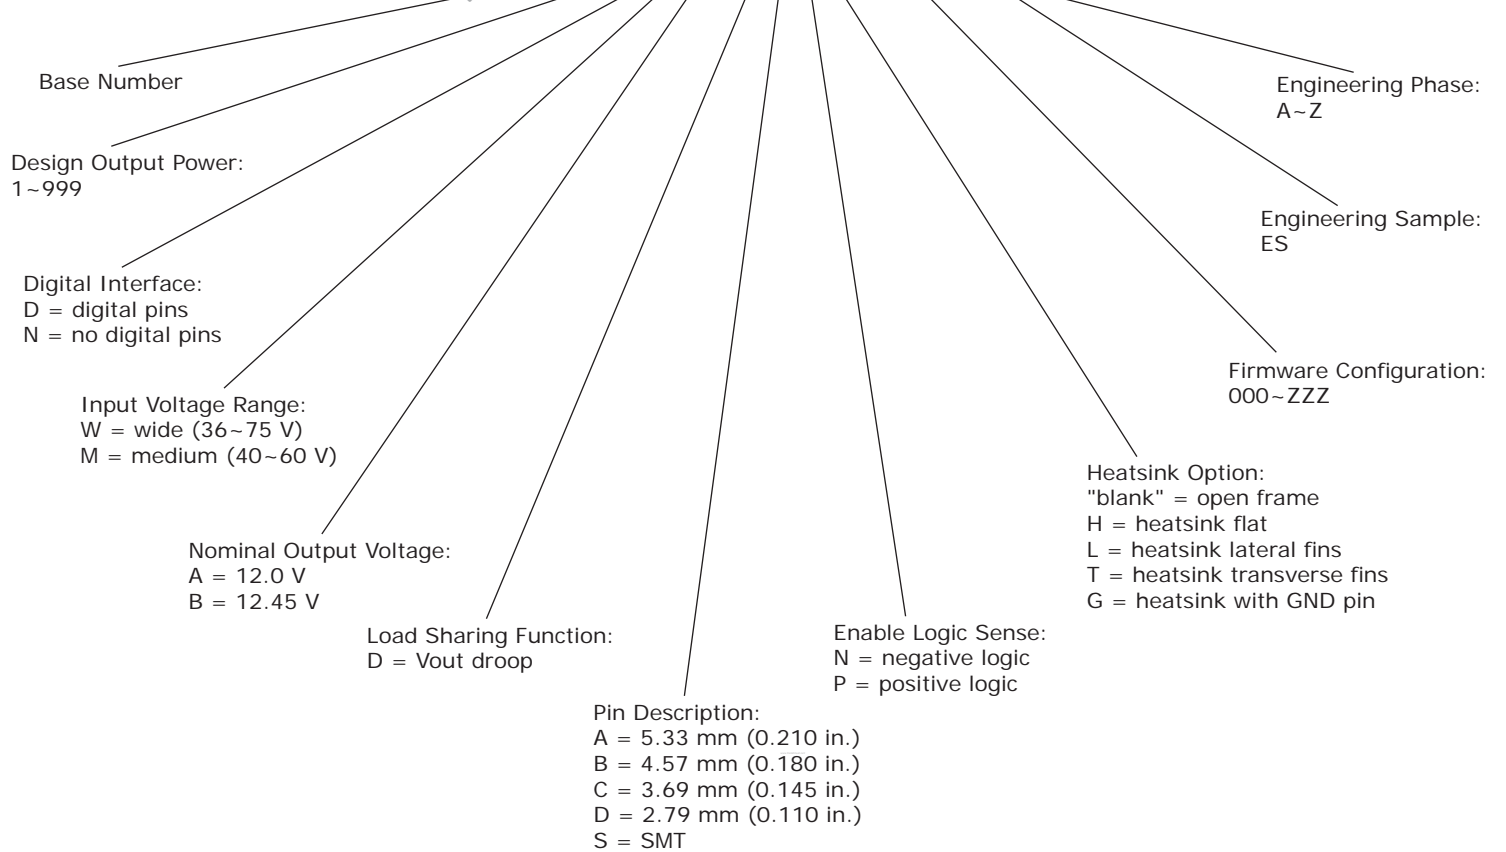 Base Number
Design Output Power:
1~999
Digital Interface:
D = digital pins
N = no digital pins
Input Voltage Range:
W = wide (36~75 V)
M = medium (40~60 V)
Nominal Output Voltage:
A = 12.0 V
B = 12.45 V
Load Sharing Function:
D = Vout droop
Pin Description:
A = 5.33 mm (0.210 in.)
B = 4.57 mm (0.180 in.)
C = 3.69 mm (0.145 in.)
D = 2.79 mm (0.110 in.)
S = SMT
Enable Logic Sense:
N = negative logic
P = positive logic
Heatsink Option:
"blank" = open frame
H = heatsink flat
L = heatsink lateral fins
T = heatsink transverse fins
G = heatsink with GND pin
Firmware Configuration:
000~ZZZ
Engineering Sample:
ES
Engineering Phase:
A~Z